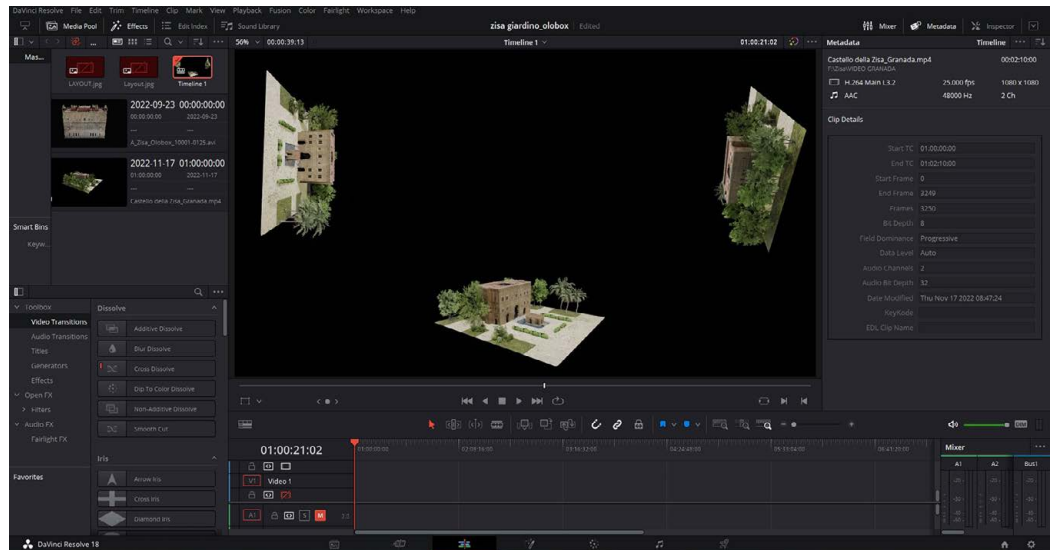 DaVinci Resolve File Edit Trim Timeline Clip Mark View Playback Fusion Color Fairlight Workspace Help
Media Pool Effects Edit Index Sound Library
zisa giardino_olobox Edited
Mixer Metadata Inspector
56% 00:00:39:13
Timeline 1
01:00:21:02
Metadata
Timeline
Mas...
LAYOUT.jpg
Layout.jpg
Timeline 1
2022-09-23 00:00:00:00
00:00:00:00 2022-09-23
A_Zisa_Olobox_10001-0125.avi
2022-11-17 01:00:00:00
01:00:00:00 2022-11-17
Castello della Zisa_Granada.mp4
Smart Bins
Keyw...
Castello della Zisa_Granada.mp4
00:02:10:00
F:\Zisa\VIDEO GRANADA
H.264 Main L3.2
25.000 fps
1080 x 1080
AAC
48000 Hz
2 Ch
Clip Details
Start TC 01:00:00:00
End TC 01:02:10:00
Start Frame 0
End Frame 3249
Frames 3250
Bit Depth 8
Field Dominance Progressive
Data Level Auto
Audio Channels 2
Audio Bit Depth 32
Date Modified Thu Nov 17 2022 08:47:24
KeyKode
EDL Clip Name
Toolbox
Video Transitions
Audio Transitions
Titles
Generators
Effects
Open FX
Filters
Audio FX
Fairlight FX
Favorites
Dissolve
Additive Dissolve
Blur Dissolve
Cross Dissolve
Dip To Color Dissolve
Non-Additive Dissolve
Smooth Cut
Iris
Arrow Iris
Cross Iris
Diamond Iris
01:00:21:02
01:00:00:00
V1 Video 1
A1 S M 2.0
Mixer
A1 A2 Bus1
DaVinci Resolve 18